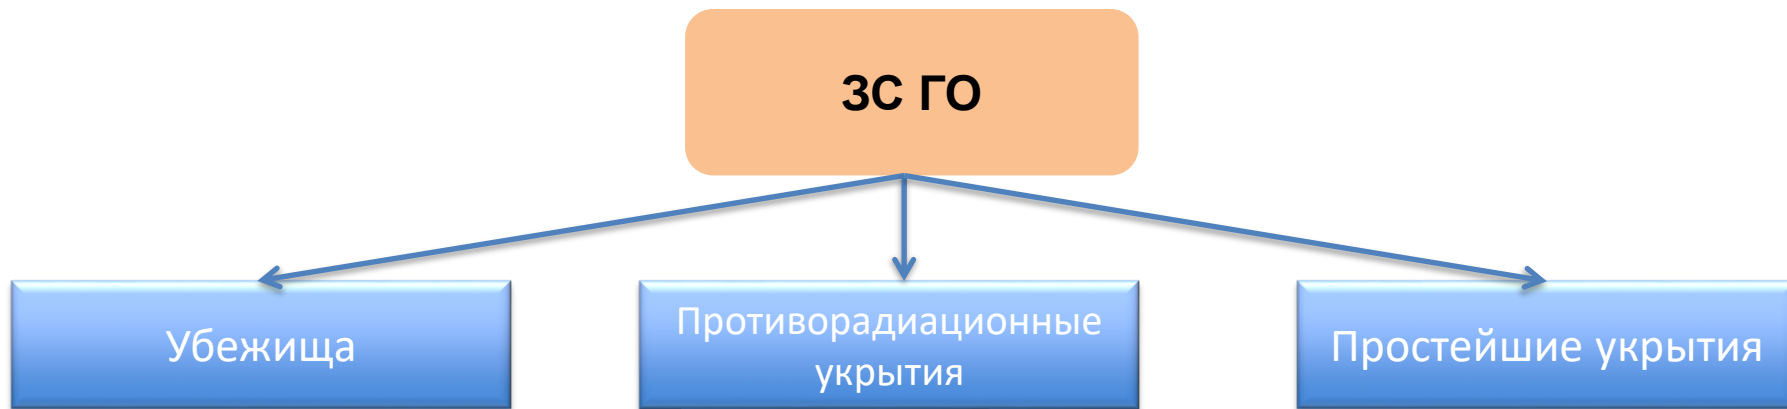 ЗС ГО
Убежища
Противорадиационные
укрытия
Простейшие укрытия